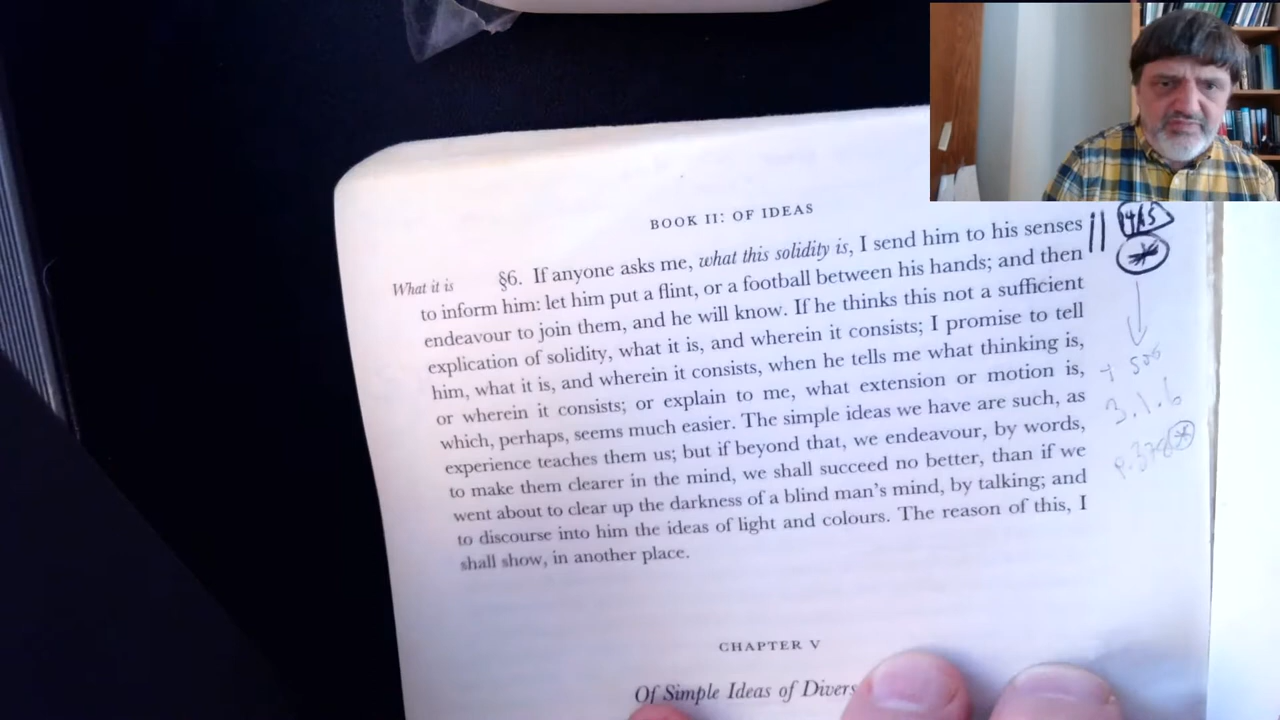 BOOK II: OF IDEAS
What it is §6. If anyone asks me, what this solidity is, I send him to his senses
to inform him: let him put a flint, or a football between his hands; and then
endeavour to join them, and he will know. If he thinks this not a sufficient
explication of solidity, what it is, and wherein it consists; I promise to tell
him, what it is, and wherein it consists, when he tells me what thinking is,
or wherein it consists; or explain to me, what extension or motion is,
which, perhaps, seems much easier. The simple ideas we have are such, as
experience teaches them us; but if beyond that, we endeavour, by words,
to make them clearer in the mind, we shall succeed no better, than if we
went about to clear up the darkness of a blind man's mind, by talking; and
to discourse into him the ideas of light and colours. The reason of this, I
shall show, in another place.
3.1.6
CHAPTER V
Of Simple Ideas of Divers